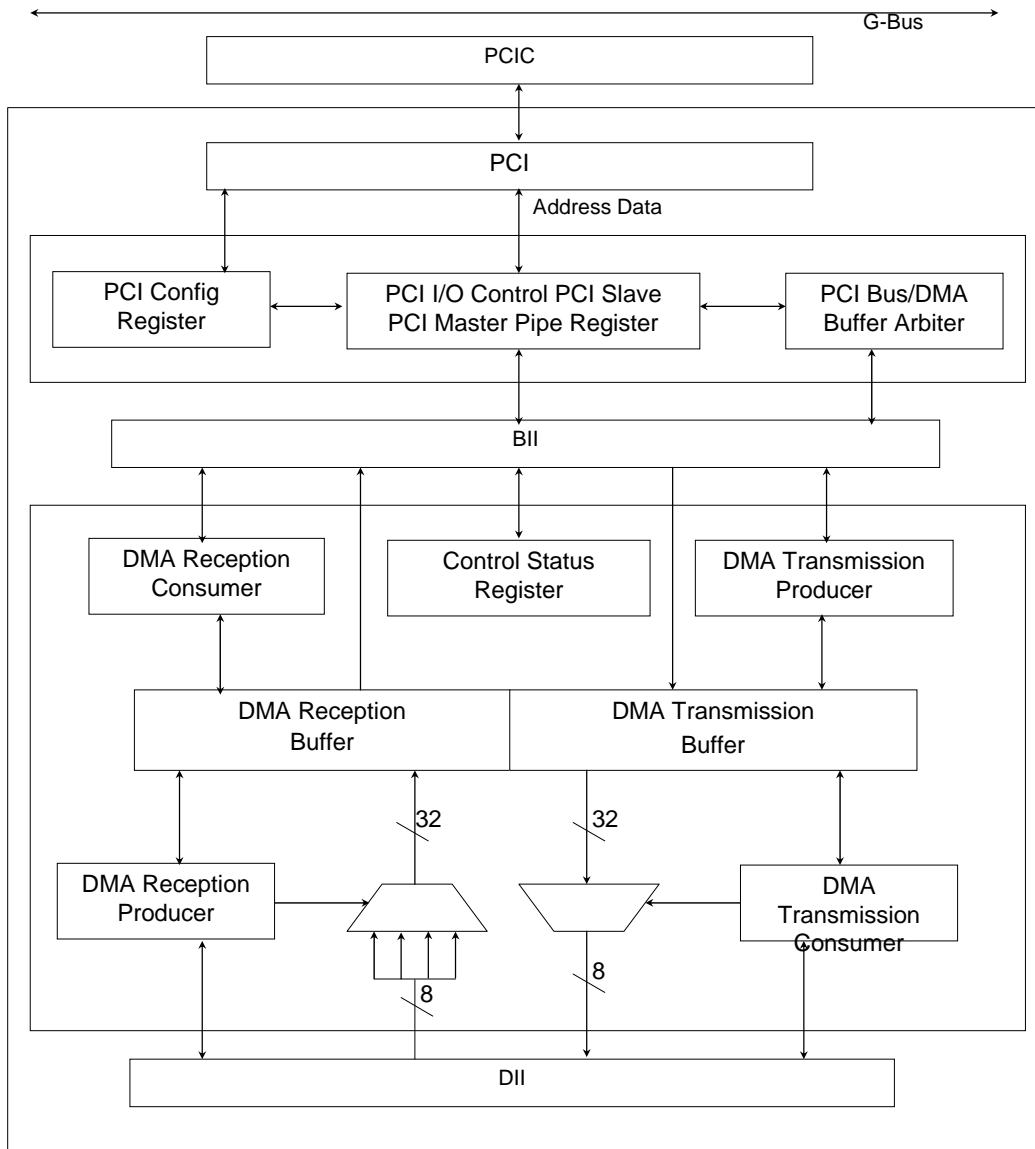 G-Bus
PCIC
PCI
Address Data
PCI Config
Register
PCI I/O Control PCI Slave
PCI Master Pipe Register
PCI Bus/DMA
Buffer Arbiter
BII
DMA Reception
Consumer
Control Status
Register
DMA Transmission
Producer
DMA Reception
Buffer
DMA Transmission
Buffer
32
32
DMA Reception
Producer
DMA
Transmission
Consumer
8
8
DII